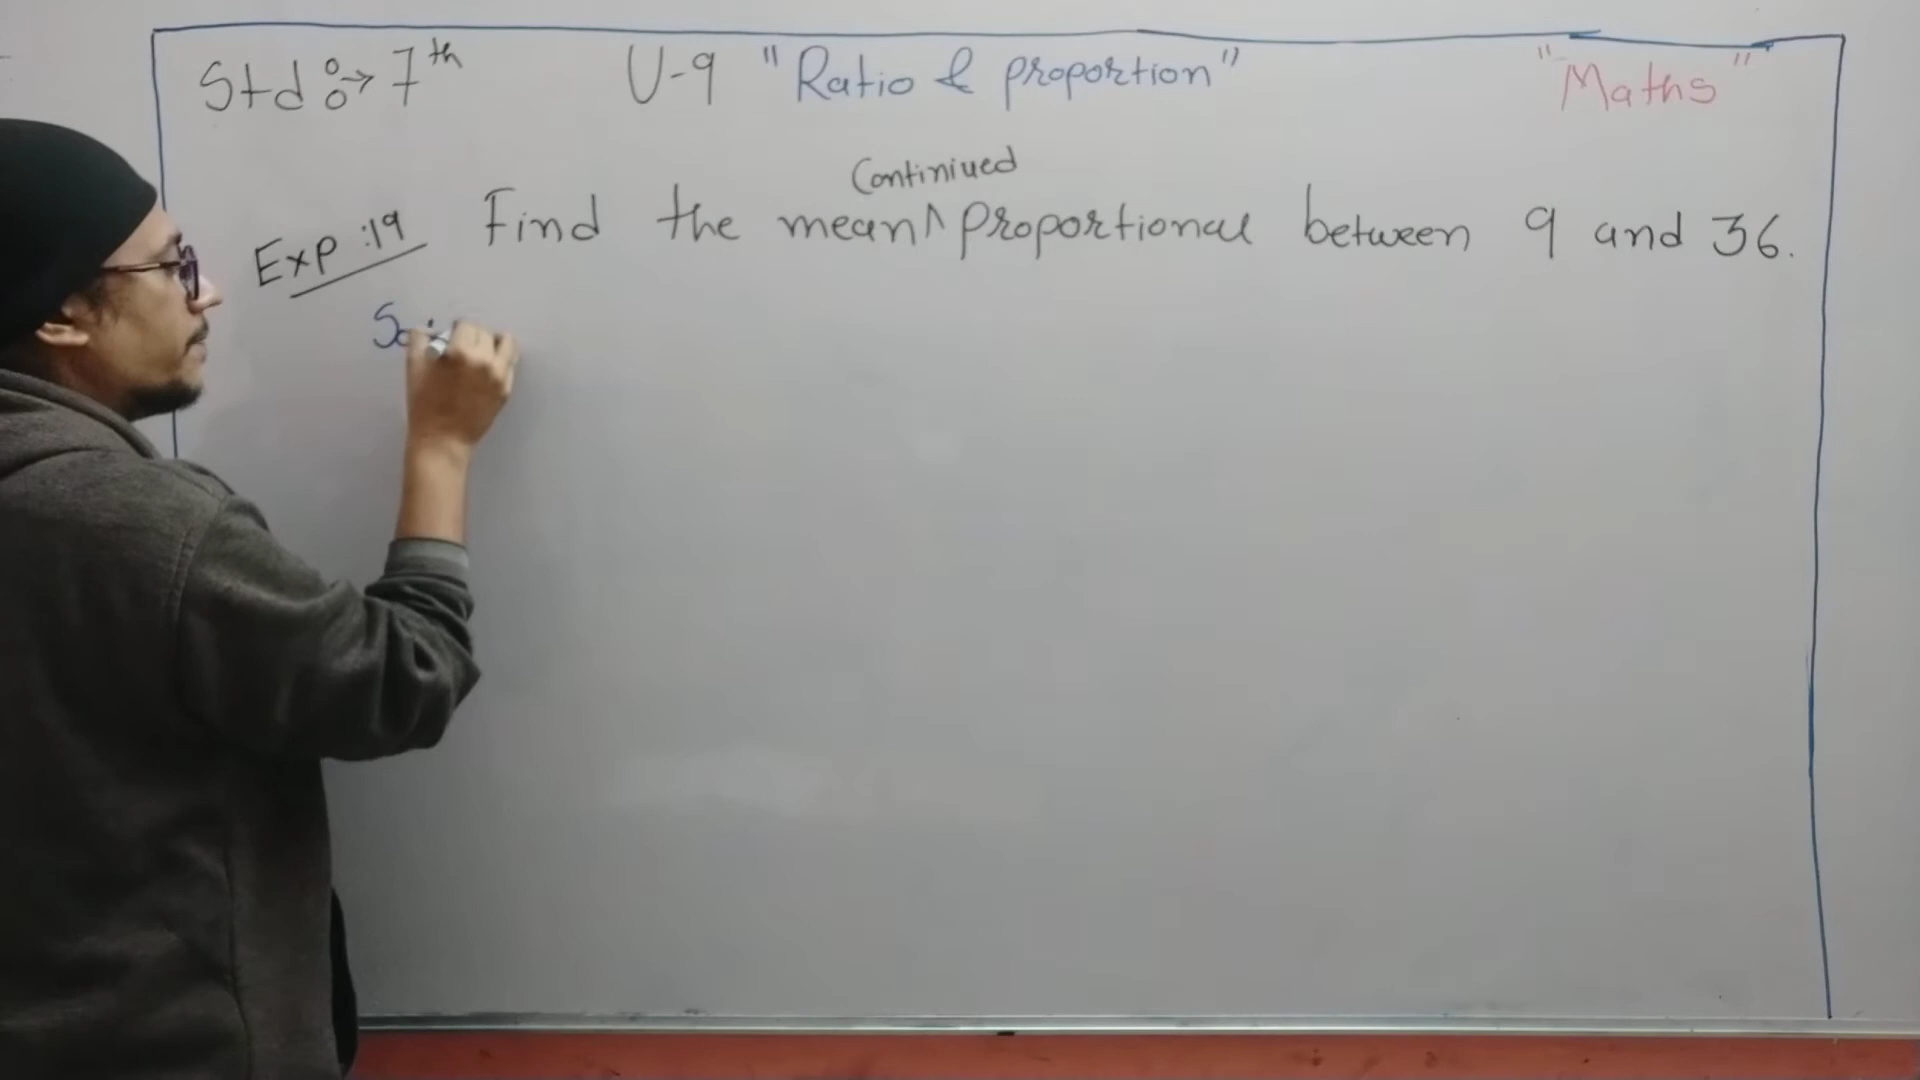 Std : → 7th U-9 "Ratio & proportion" "Maths"
Continiued
Exp :19 Find the mean ^ proportional between 9 and 36.